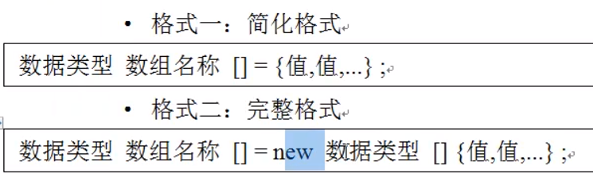 • 格式一：简化格式
数据类型 数组名称 [] = {值,值,...} ;
• 格式二：完整格式
数据类型 数组名称 [] = new 数据类型 [] {值,值,...} ;